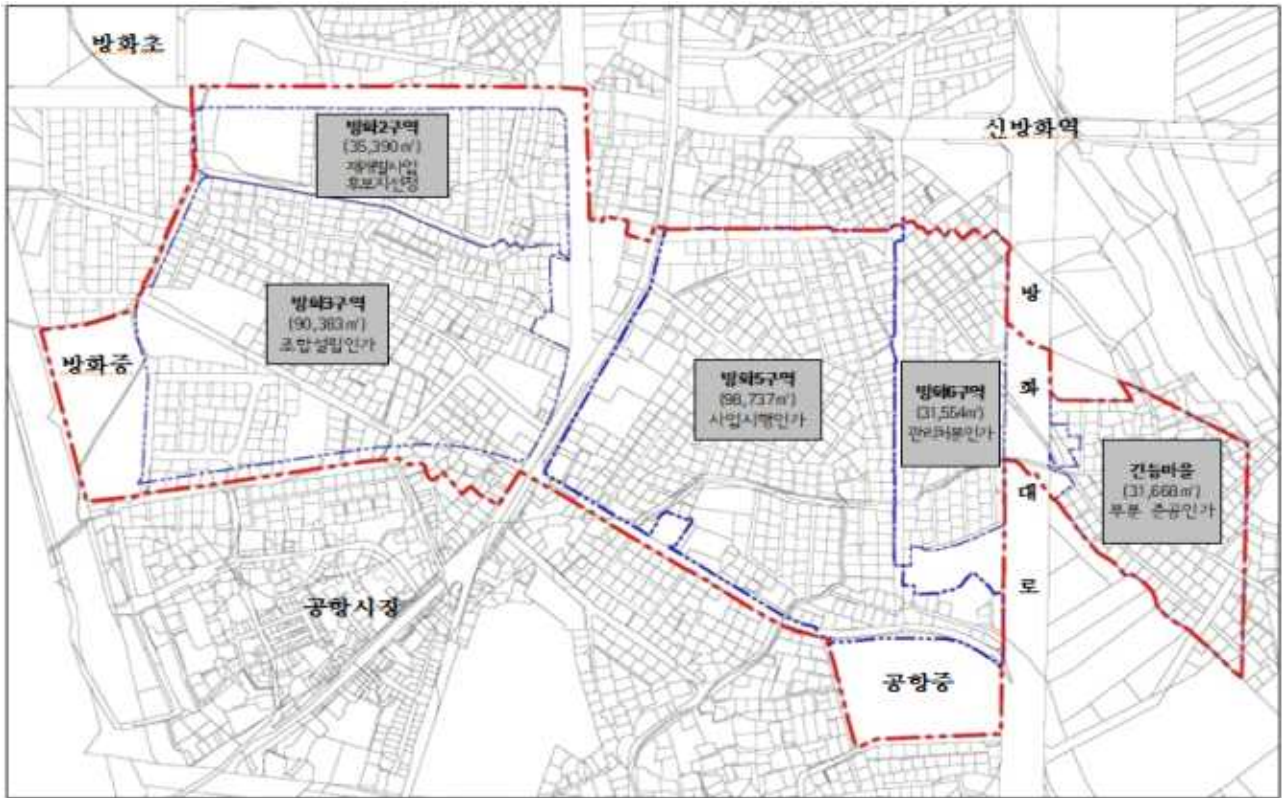 방화초
방화2구역
(35,390㎡)
재개발사업
후보지선정
신방화역
방화3구역
(90,383㎡)
조합설립인가
방화중
방화5구역
(98,737㎡)
사업시행인가
방화6구역
(31,554㎡)
관리처분인가
방
화
대
로
긴등마을
(31,668㎡)
부분 준공인가
공항시장
공항중